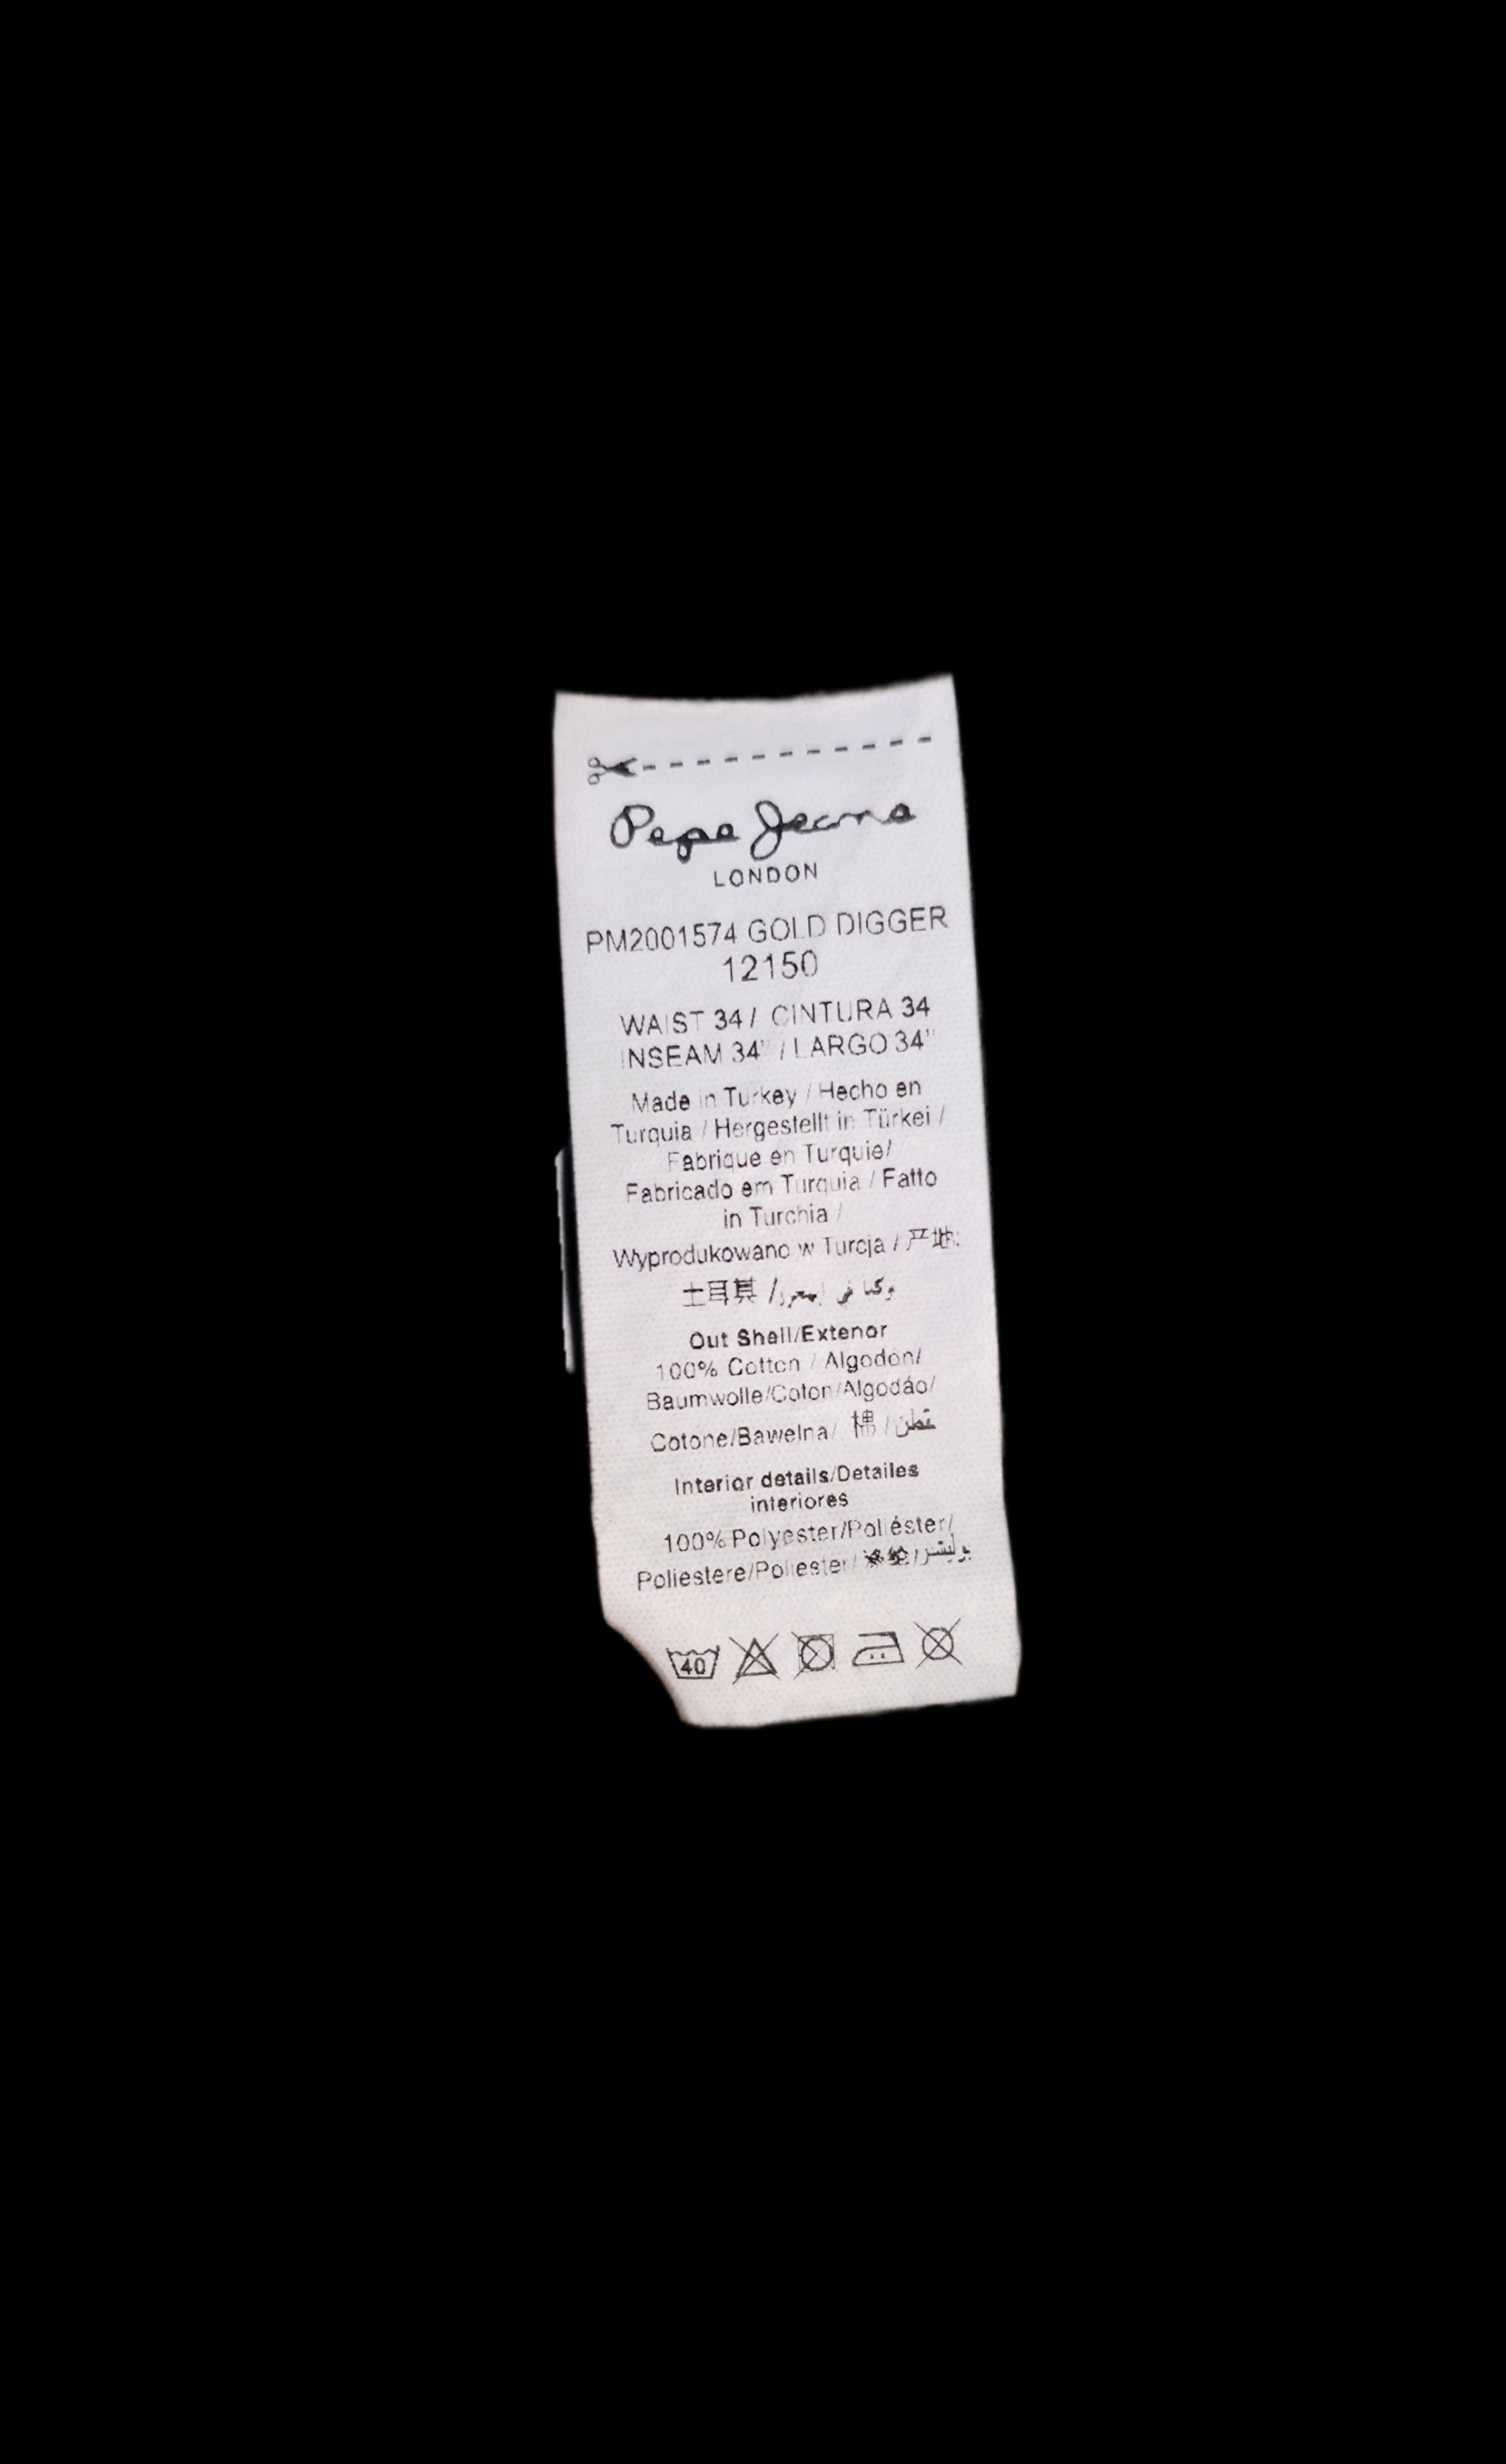 Pepe Jeans
LONDON
PM2001574 GOLD DIGGER
12150
WAIST 34 / CINTURA 34
INSEAM 34" / LARGO 34"
Made in Turkey / Hecho en
Turquia / Hergestellt in Türkei /
Fabrique en Turquie/
Fabricado em Turquia / Fatto
in Turchia /
Wyprodukowano w Turcja / 产地:
土耳其 /
Out Shell/Exterior
100% Cotton / Algodon/
Baumwolle/Coton/Algodáo/
Cotone/Bawelna/ 棉 / قطن
Interior details/Detailes
interiores
100% Polyester/Poliéster/
Poliestere/Poliester/ /بوليستر
40